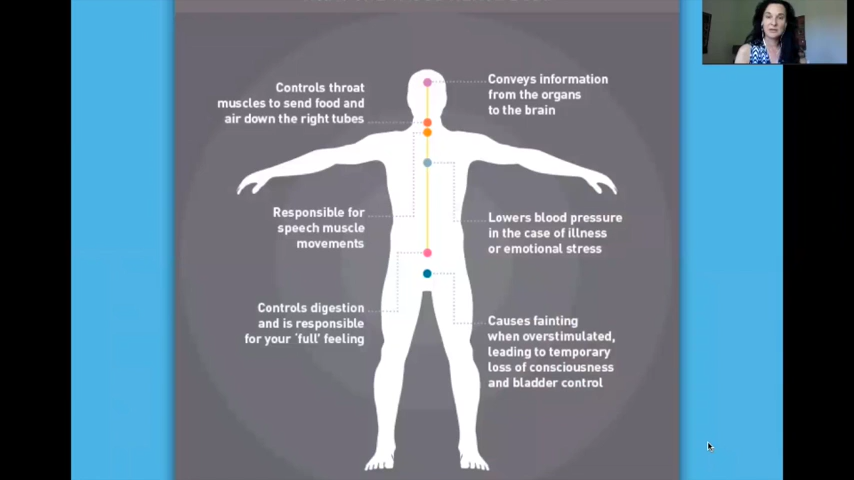 Controls throat
muscles to send food and
air down the right tubes
Conveys information
from the organs
to the brain
Responsible for
speech muscle
movements
Lowers blood pressure
in the case of illness
or emotional stress
Controls digestion
and is responsible
for your 'full' feeling
Causes fainting
when overstimulated,
leading to temporary
loss of consciousness
and bladder control